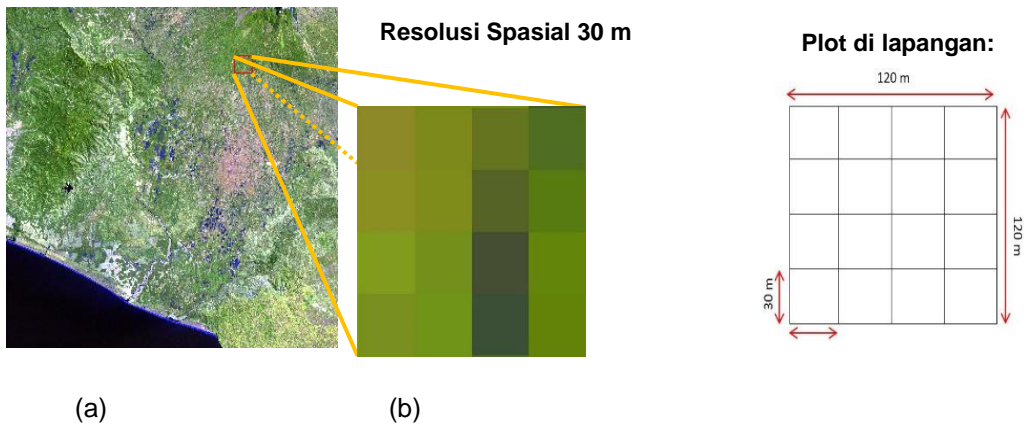 Resolusi Spasial 30 m
Plot di lapangan:
120 m
120 m
30 m
(a)
(b)